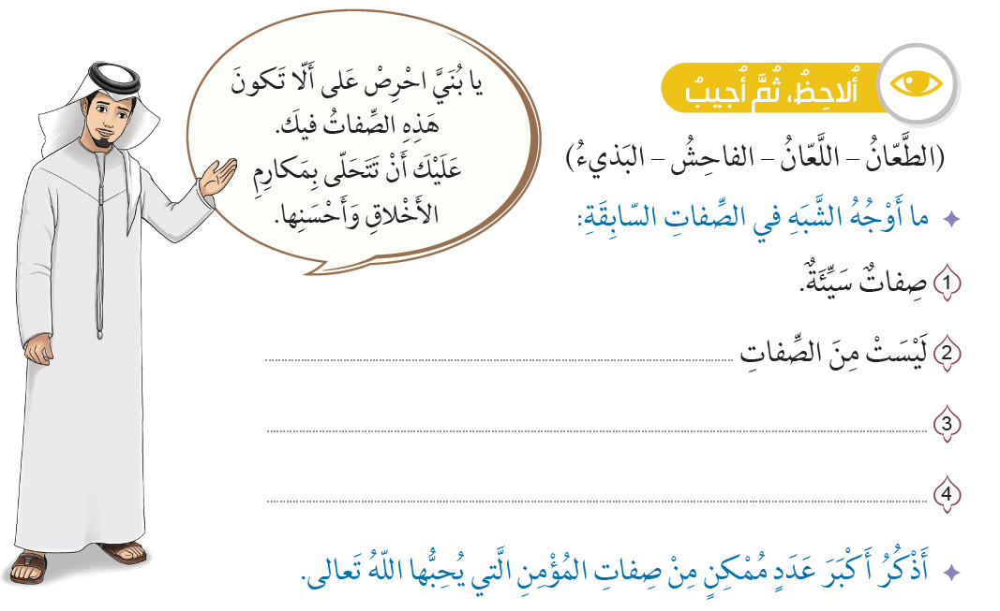 أُلاحِظُ، ثُمَّ أُجيبُ
يا بُنَيَّ احْرِصْ عَلى أَلّا تَكونَ
هَذِهِ الصِّفاتُ فيكَ.
عَلَيْكَ أَنْ تَتَحَلّى بِمَكارِمِ
الأَخْلاقِ وَأَحْسَنِها.
(الطَّعّانُ – اللَّعّانُ – الفاحِشُ – البَذيءُ)
ما أَوْجُهُ الشَّبَهِ في الصِّفاتِ السّابِقَةِ:
1 صِفاتٌ سَيِّئَةٌ.
2 لَيْسَتْ مِنَ الصِّفاتِ
3
4
أَذْكُرُ أَكْبَرَ عَدَدٍ مُمْكِنٍ مِنْ صِفاتِ المُؤْمِنِ الَّتي يُحِبُّها اللّهُ تَعالى.